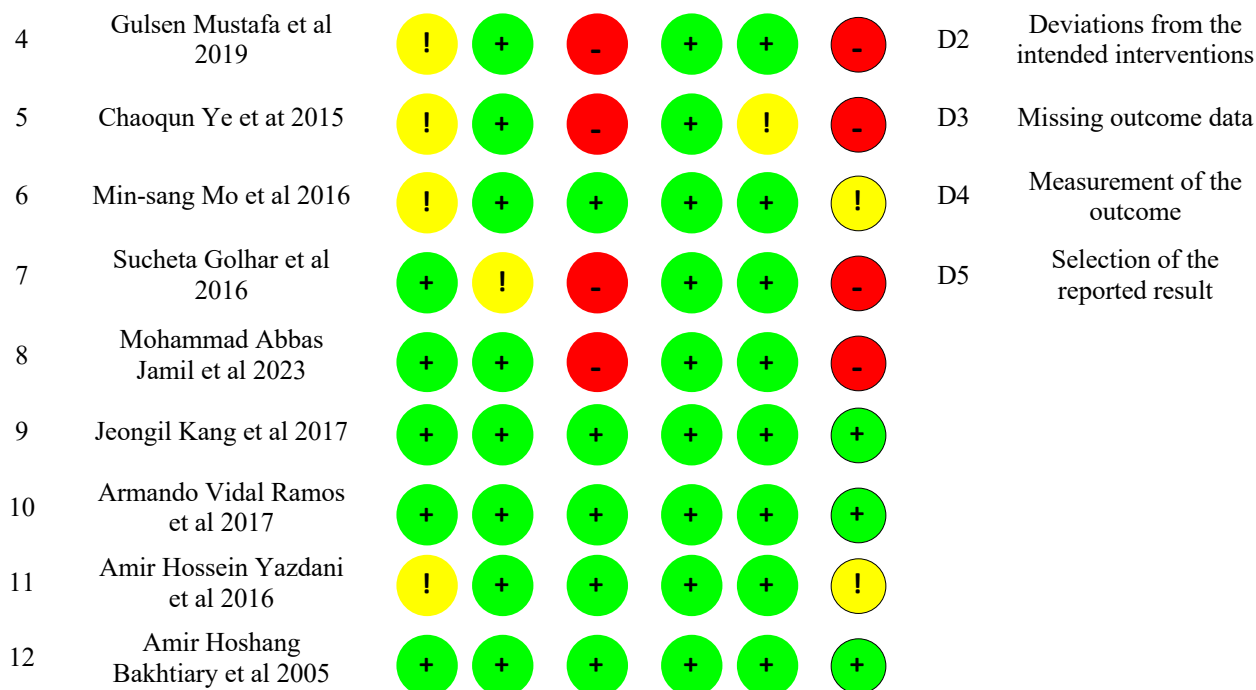 4 Gulsen Mustafa et al 2019 ! + - + + - D2 Deviations from the intended interventions
5 Chaoqun Ye et at 2015 ! + - + ! - D3 Missing outcome data
6 Min-sang Mo et al 2016 ! + + + + ! D4 Measurement of the outcome
7 Sucheta Golhar et al 2016 + ! - + + - D5 Selection of the reported result
8 Mohammad Abbas Jamil et al 2023 + + - + + -
9 Jeongil Kang et al 2017 + + + + + +
10 Armando Vidal Ramos et al 2017 + + + + + +
11 Amir Hossein Yazdani et al 2016 ! + + + + !
12 Amir Hoshang Bakhtiary et al 2005 + + + + + +